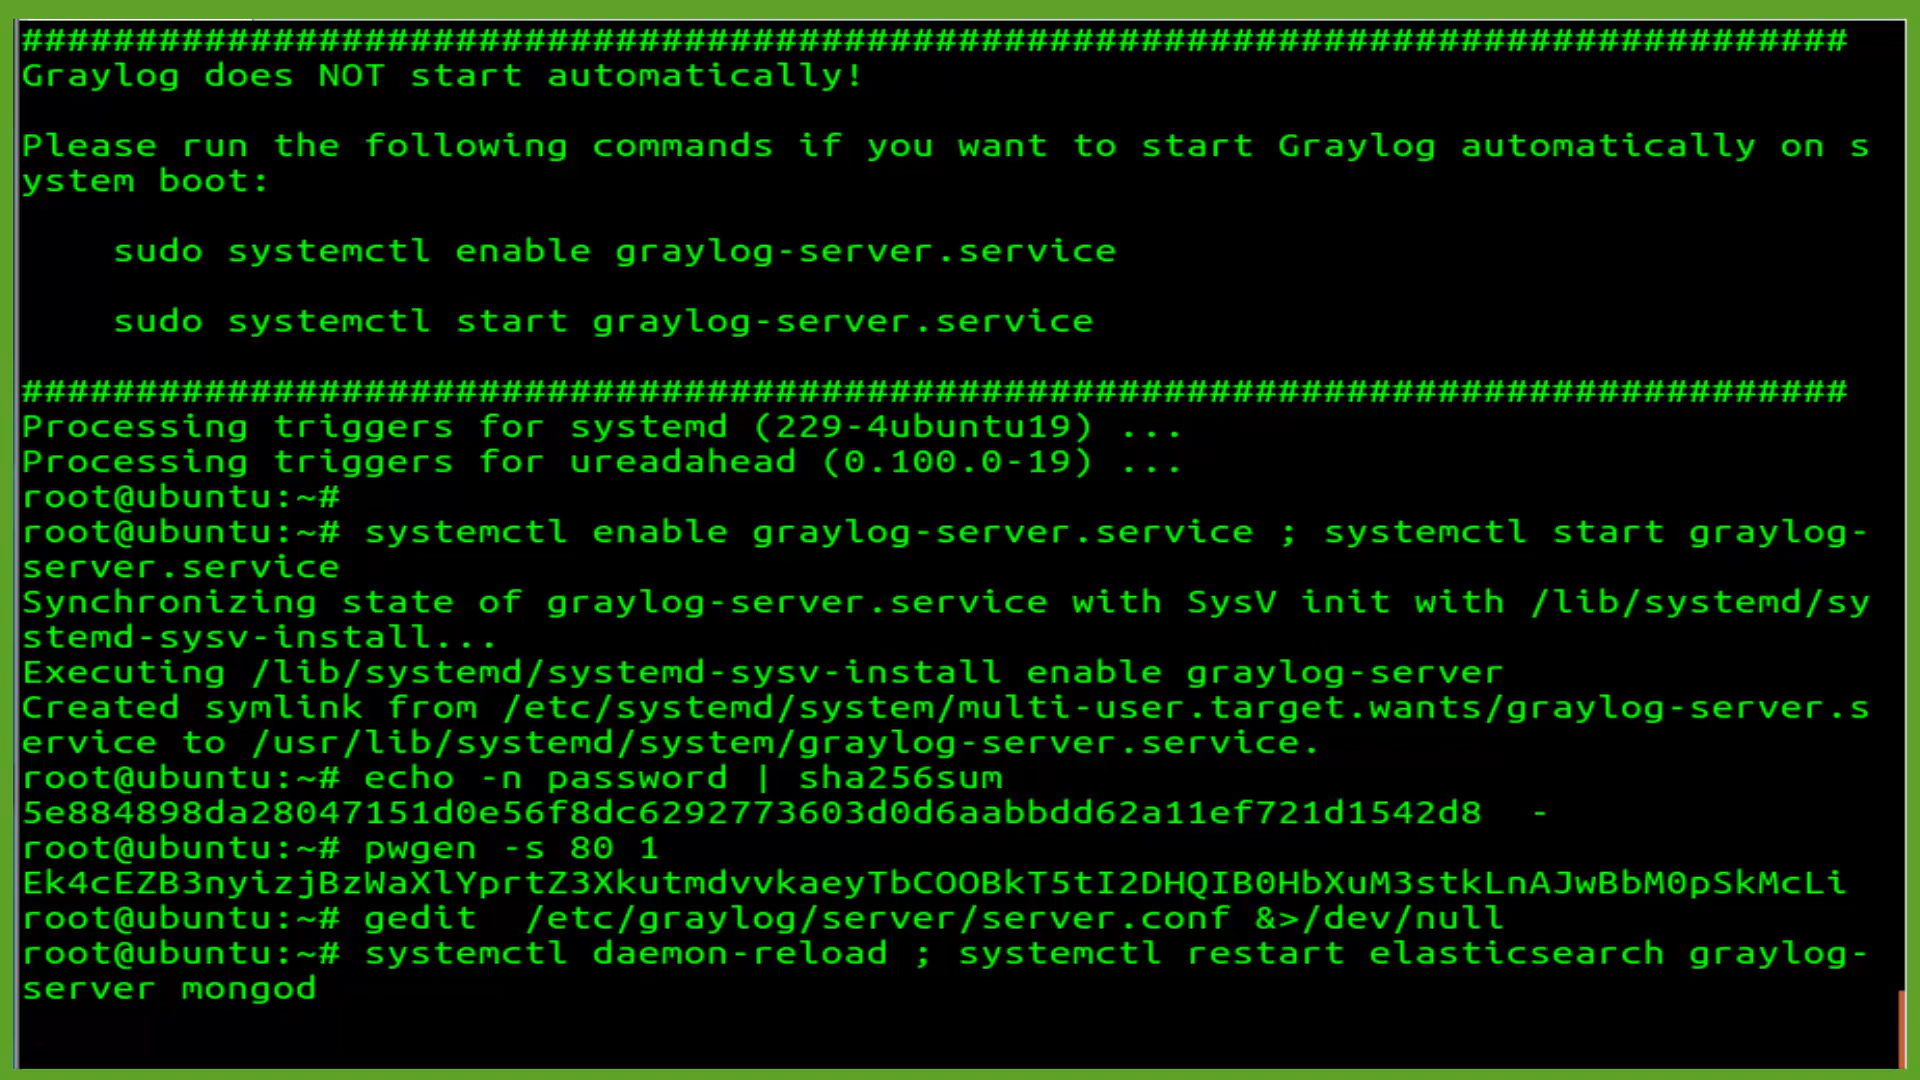 ################################################################################
Graylog does NOT start automatically!
Please run the following commands if you want to start Graylog automatically on s
ystem boot:
sudo systemctl enable graylog-server.service
sudo systemctl start graylog-server.service
################################################################################
Processing triggers for systemd (229-4ubuntu19) ...
Processing triggers for ureadahead (0.100.0-19) ...
root@ubuntu:~#
root@ubuntu:~# systemctl enable graylog-server.service ; systemctl start graylog-
server.service
Synchronizing state of graylog-server.service with SysV init with /lib/systemd/sy
stemd-sysv-install...
Executing /lib/systemd/systemd-sysv-install enable graylog-server
Created symlink from /etc/systemd/system/multi-user.target.wants/graylog-server.s
ervice to /usr/lib/systemd/system/graylog-server.service.
root@ubuntu:~# echo -n password | sha256sum
5e884898da28047151d0e56f8dc6292773603d0d6aabbdd62a11ef721d1542d8  -
root@ubuntu:~# pwgen -s 80 1
Ek4cEZB3nyizjBzWaXlYprtZ3XkutmdvvkaeyTbCOOBkT5tI2DHQIB0HbXuM3stkLnAJwBbM0pSkMcLi
root@ubuntu:~# gedit  /etc/graylog/server/server.conf &>/dev/null
root@ubuntu:~# systemctl daemon-reload ; systemctl restart elasticsearch graylog-
server mongod